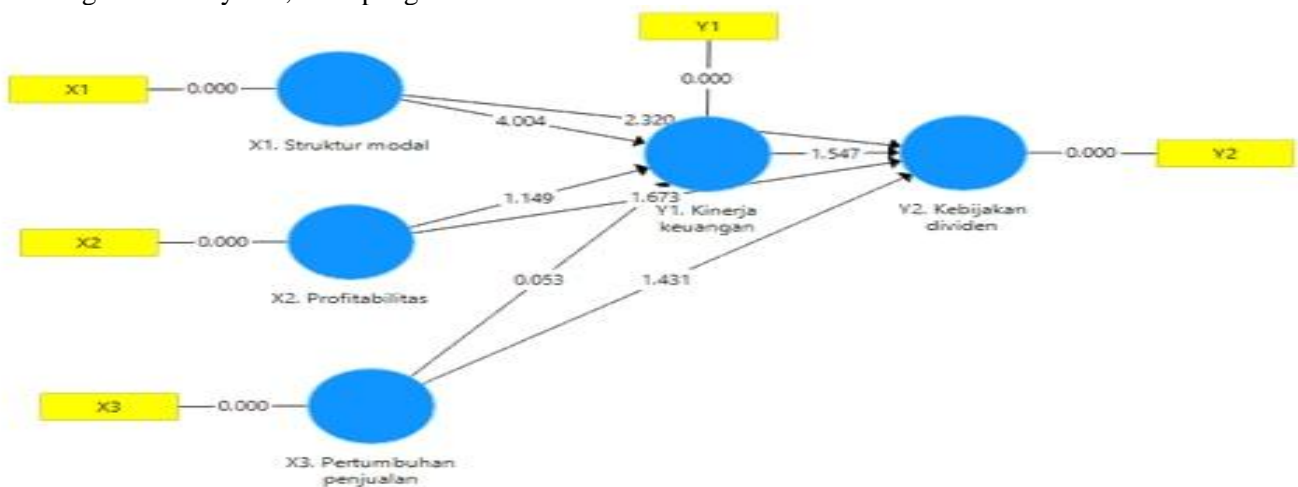 Y1
0.000
X1
0.000
X1. Struktur modal
4.004
2.320
1.547
0.000
Y2
Y1. Kinerja
keuangan
Y2. Kebijakan
dividen
1.149
1.673
X2
0.000
X2. Profitabilitas
0.053
1.431
X3
0.000
X3. Pertumbuhan
penjualan